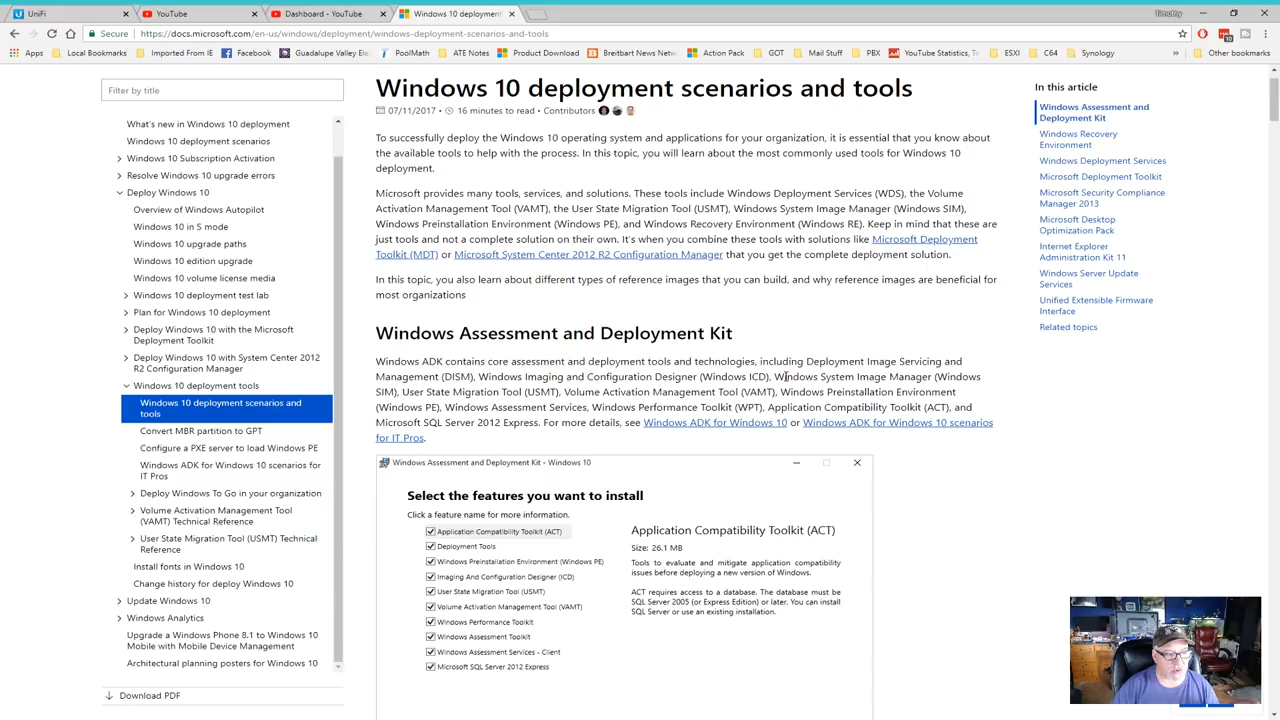 UniFi
YouTube
Dashboard - YouTube
Windows 10 deployment
Timothy
Secure
https://docs.microsoft.com/en-us/windows/deployment/windows-deployment-scenarios-and-tools
Apps
Local Bookmarks
Imported From IE
Facebook
Guadalupe Valley Ele
PoolMath
ATE Notes
Product Download
Breitbart News Netw
Action Pack
GOT
Mail Stuff
PBX
YouTube Statistics, T
ESXI
C64
Synology
Other bookmarks
Filter by title
What's new in Windows 10 deployment
Windows 10 deployment scenarios
Windows 10 Subscription Activation
Resolve Windows 10 upgrade errors
Deploy Windows 10
Overview of Windows Autopilot
Windows 10 in S mode
Windows 10 upgrade paths
Windows 10 edition upgrade
Windows 10 volume license media
Windows 10 deployment test lab
Plan for Windows 10 deployment
Deploy Windows 10 with the Microsoft
Deployment Toolkit
Deploy Windows 10 with System Center 2012
R2 Configuration Manager
Windows 10 deployment tools
Windows 10 deployment scenarios and
tools
Convert MBR partition to GPT
Configure a PXE server to load Windows PE
Windows ADK for Windows 10 scenarios for
IT Pros
Deploy Windows To Go in your organization
Volume Activation Management Tool
(VAMT) Technical Reference
User State Migration Tool (USMT) Technical
Reference
Install fonts in Windows 10
Change history for deploy Windows 10
Update Windows 10
Windows Analytics
Upgrade a Windows Phone 8.1 to Windows 10
Mobile with Mobile Device Management
Architectural planning posters for Windows 10
Download PDF
Windows 10 deployment scenarios and tools
07/11/2017 • 16 minutes to read • Contributors
To successfully deploy the Windows 10 operating system and applications for your organization, it is essential that you know about
the available tools to help with the process. In this topic, you will learn about the most commonly used tools for Windows 10
deployment.
Microsoft provides many tools, services, and solutions. These tools include Windows Deployment Services (WDS), the Volume
Activation Management Tool (VAMT), the User State Migration Tool (USMT), Windows System Image Manager (Windows SIM),
Windows Preinstallation Environment (Windows PE), and Windows Recovery Environment (Windows RE). Keep in mind that these are
just tools and not a complete solution on their own. It's when you combine these tools with solutions like Microsoft Deployment
Toolkit (MDT) or Microsoft System Center 2012 R2 Configuration Manager that you get the complete deployment solution.
In this topic, you also learn about different types of reference images that you can build, and why reference images are beneficial for
most organizations
Windows Assessment and Deployment Kit
Windows ADK contains core assessment and deployment tools and technologies, including Deployment Image Servicing and
Management (DISM), Windows Imaging and Configuration Designer (Windows ICD), Windows System Image Manager (Windows
SIM), User State Migration Tool (USMT), Volume Activation Management Tool (VAMT), Windows Preinstallation Environment
(Windows PE), Windows Assessment Services, Windows Performance Toolkit (WPT), Application Compatibility Toolkit (ACT), and
Microsoft SQL Server 2012 Express. For more details, see Windows ADK for Windows 10 or Windows ADK for Windows 10 scenarios
for IT Pros.
Windows Assessment and Deployment Kit - Windows 10
Select the features you want to install
Click a feature name for more information.
Application Compatibility Toolkit (ACT)
Deployment Tools
Windows Preinstallation Environment (Windows PE)
Imaging And Configuration Designer (ICD)
User State Migration Tool (USMT)
Volume Activation Management Tool (VAMT)
Windows Performance Toolkit
Windows Assessment Toolkit
Windows Assessment Services - Client
Microsoft SQL Server 2012 Express
Application Compatibility Toolkit (ACT)
Size: 26.1 MB
Tools to evaluate and mitigate application compatibility
issues before deploying a new version of Windows.
ACT requires access to a database. The database must be
SQL Server 2005 (or Express Edition) or later. You can install
SQL Server or use an existing installation.
In this article
Windows Assessment and
Deployment Kit
Windows Recovery
Environment
Windows Deployment Services
Microsoft Deployment Toolkit
Microsoft Security Compliance
Manager 2013
Microsoft Desktop
Optimization Pack
Internet Explorer
Administration Kit 11
Windows Server Update
Services
Unified Extensible Firmware
Interface
Related topics